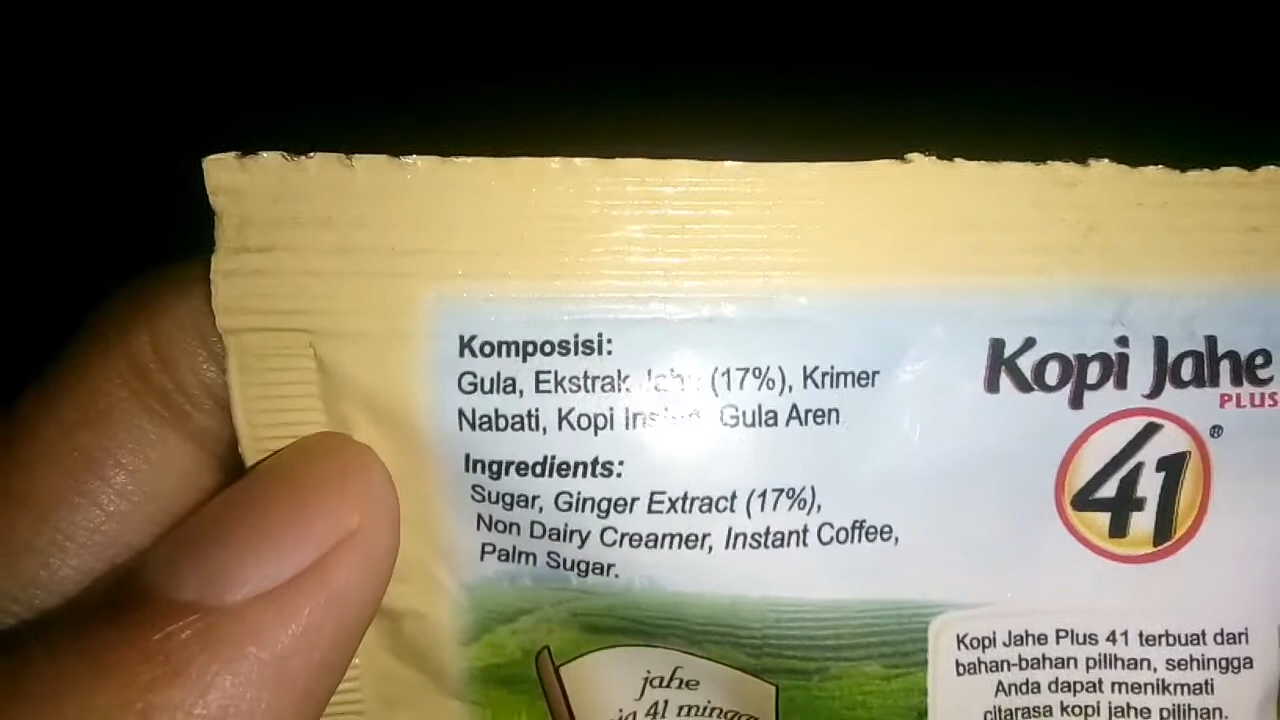 Komposisi:
Gula, Ekstrak Jahe (17%), Krimer
Nabati, Kopi Instan, Gula Aren
Ingredients:
Sugar, Ginger Extract (17%),
Non Dairy Creamer, Instant Coffee,
Palm Sugar.
Kopi Jahe
PLUS
41
®
Kopi Jahe Plus 41 terbuat dari
bahan-bahan pilihan, sehingga
Anda dapat menikmati
citarasa kopi jahe pilihan.
jahe
41